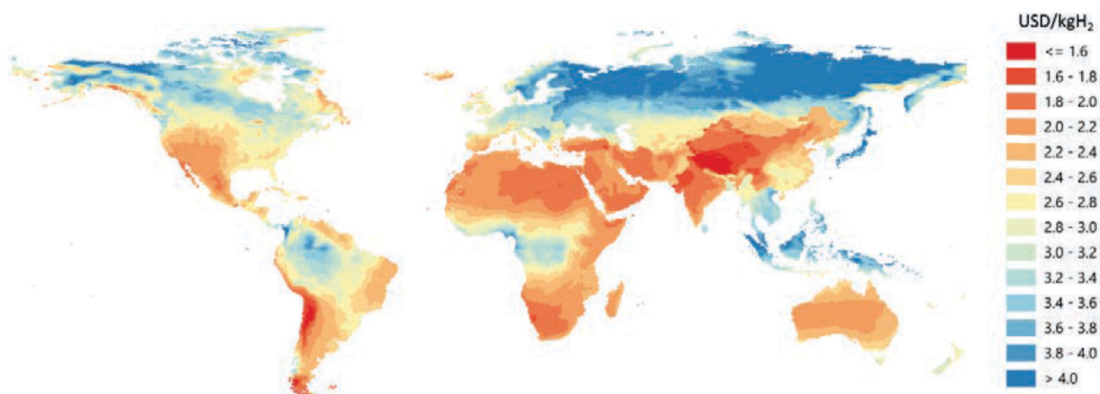 USD/kgH₂
<= 1.6
1.6 - 1.8
1.8 - 2.0
2.0 - 2.2
2.2 - 2.4
2.4 - 2.6
2.6 - 2.8
2.8 - 3.0
3.0 - 3.2
3.2 - 3.4
3.4 - 3.6
3.6 - 3.8
3.8 - 4.0
> 4.0